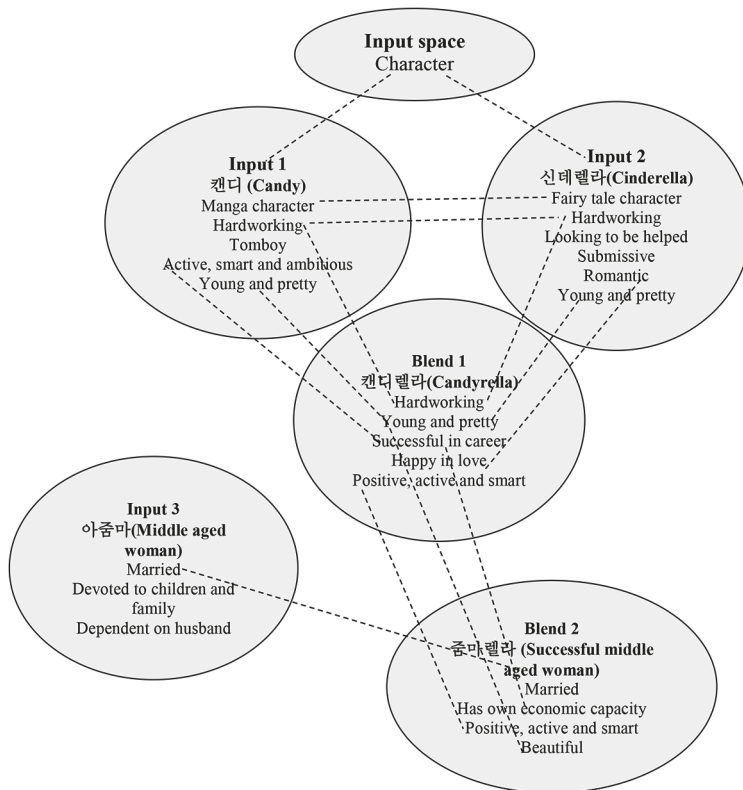 Input space
Character
Input 1
캔디 (Candy)
Manga character
Hardworking
Tomboy
Active, smart and ambitious
Young and pretty
Input 2
신데렐라(Cinderella)
Fairy tale character
Hardworking
Looking to be helped
Submissive
Romantic
Young and pretty
Blend 1
캔디렐라(Candyrella)
Hardworking
Young and pretty
Successful in career
Happy in love
Positive, active and smart
Input 3
아줌마(Middle aged
woman)
Married
Devoted to children and
family
Dependent on husband
Blend 2
줌마렐라 (Successful middle
aged woman)
Married
Has own economic capacity
Positive, active and smart
Beautiful